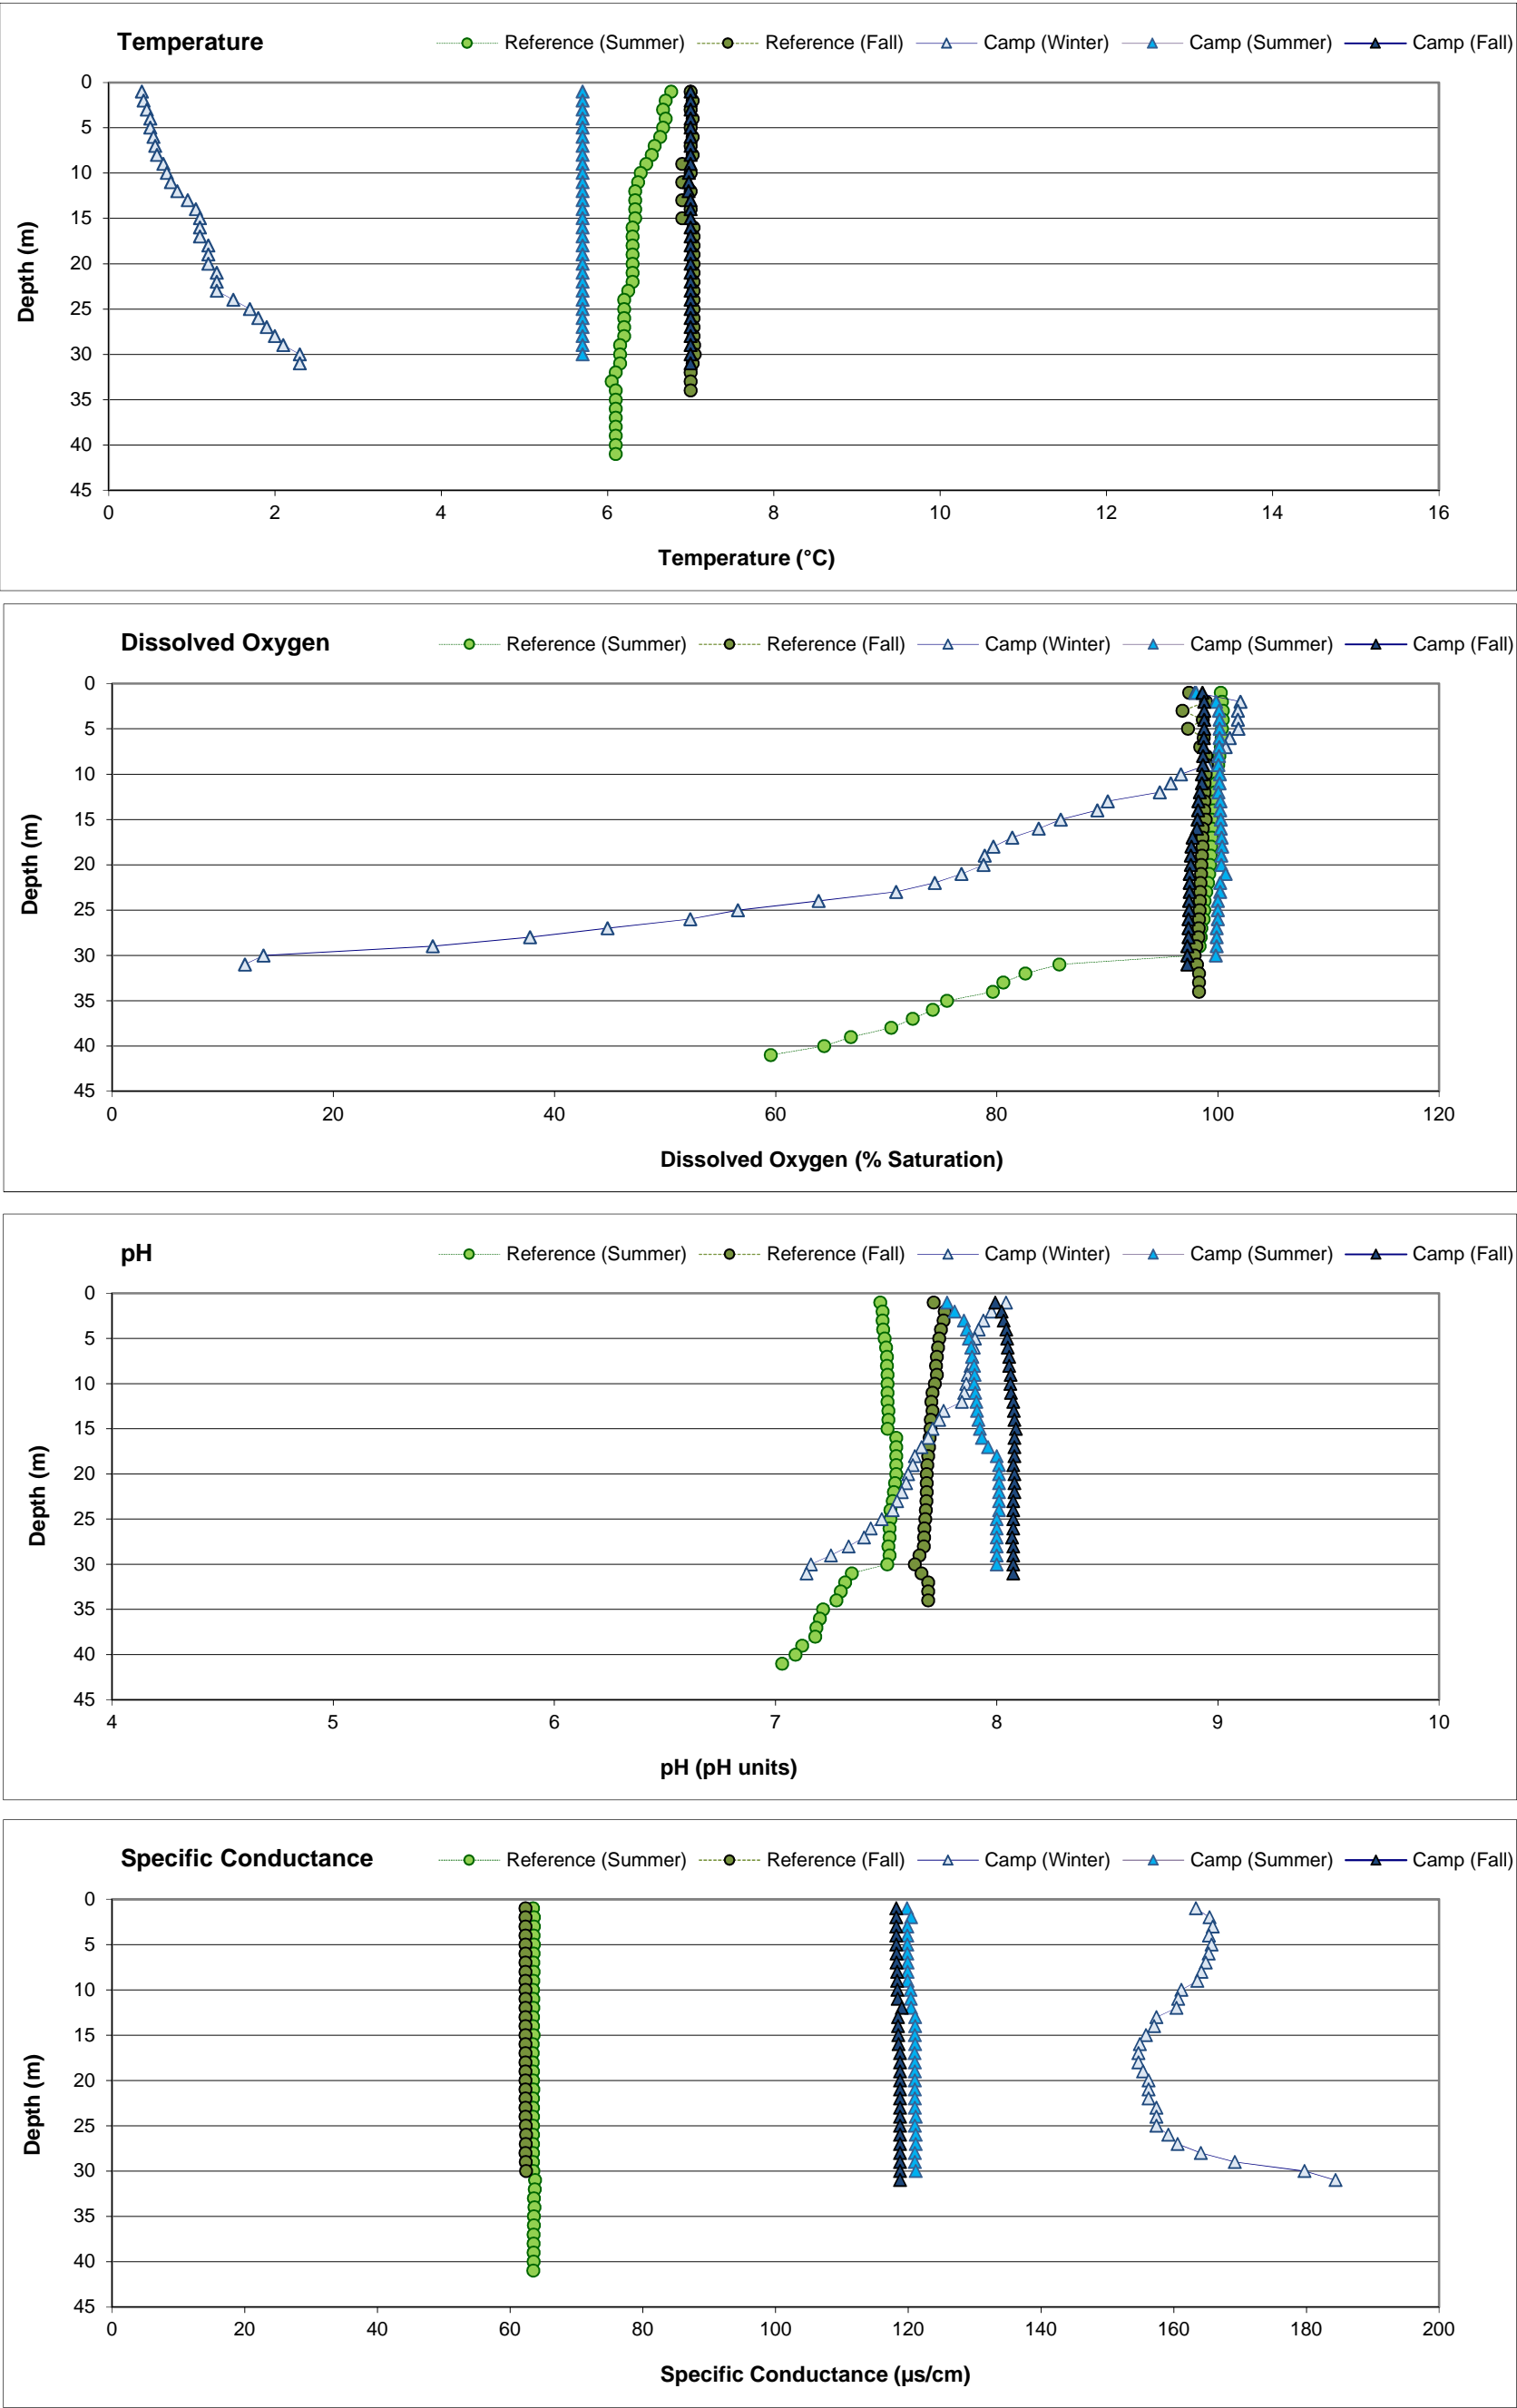 Temperature
Reference (Summer) Reference (Fall) Camp (Winter) Camp (Summer) Camp (Fall)
0
5
10
15
20
25
30
35
40
45
Depth (m)
0 2 4 6 8 10 12 14 16
Temperature (°C)
Dissolved Oxygen
Reference (Summer) Reference (Fall) Camp (Winter) Camp (Summer) Camp (Fall)
0
5
10
15
20
25
30
35
40
45
Depth (m)
0 20 40 60 80 100 120
Dissolved Oxygen (% Saturation)
pH
Reference (Summer) Reference (Fall) Camp (Winter) Camp (Summer) Camp (Fall)
0
5
10
15
20
25
30
35
40
45
Depth (m)
4 5 6 7 8 9 10
pH (pH units)
Specific Conductance
Reference (Summer) Reference (Fall) Camp (Winter) Camp (Summer) Camp (Fall)
0
5
10
15
20
25
30
35
40
45
Depth (m)
0 20 40 60 80 100 120 140 160 180 200
Specific Conductance (µs/cm)